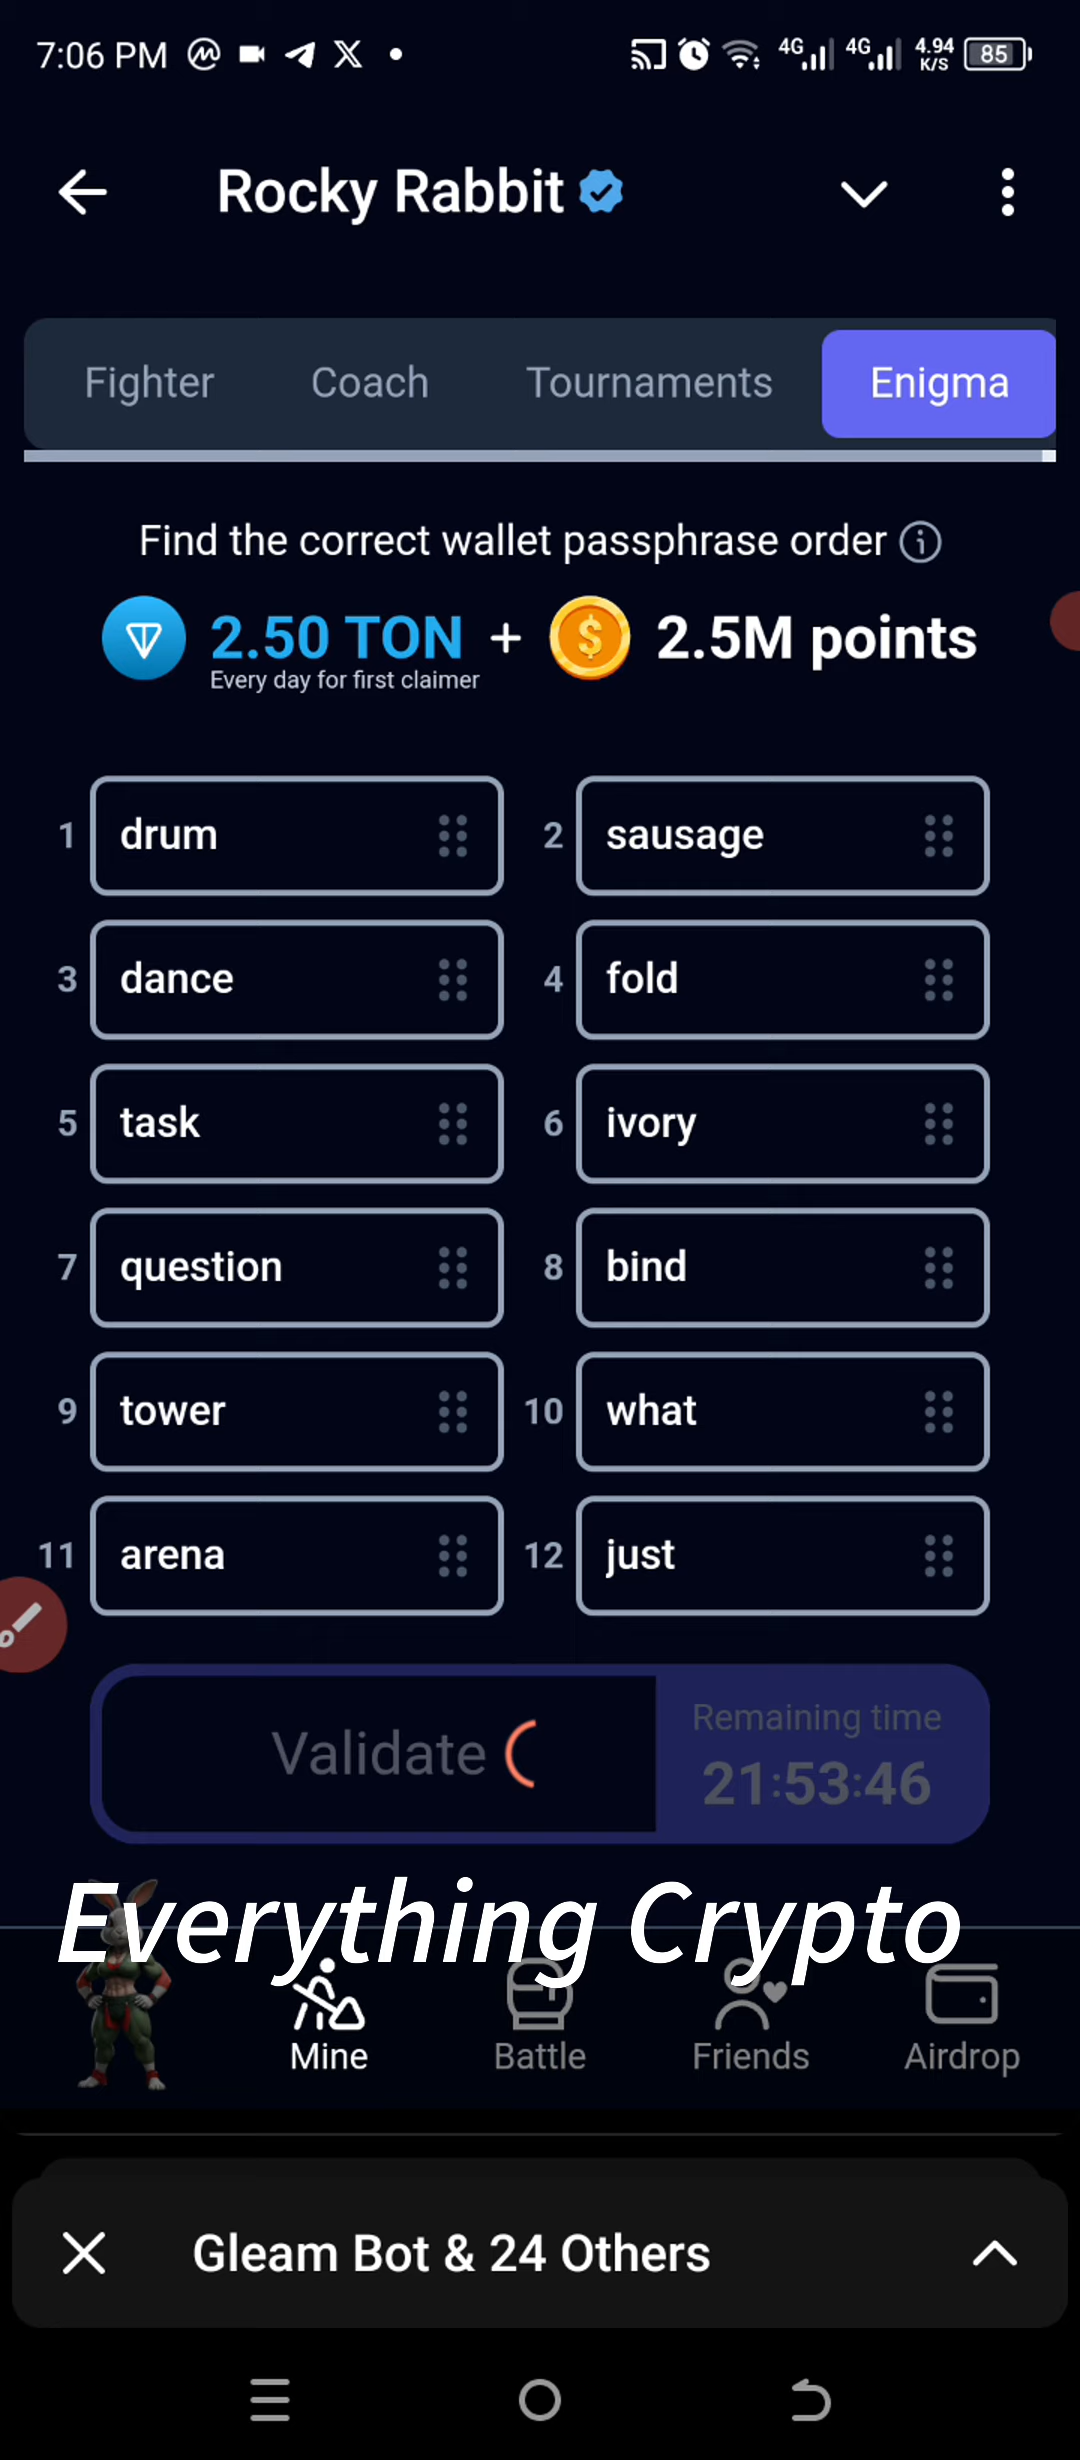 7:06 PM 4G 4G 4.94 K/S 85
Rocky Rabbit
Fighter Coach Tournaments Enigma
Find the correct wallet passphrase order
2.50 TON + 2.5M points
Every day for first claimer
1 drum 2 sausage
3 dance 4 fold
5 task 6 ivory
7 question 8 bind
9 tower 10 what
11 arena 12 just
Remaining time
Validate 21:53:46
Everything Crypto
Mine Battle Friends Airdrop
Gleam Bot & 24 Others